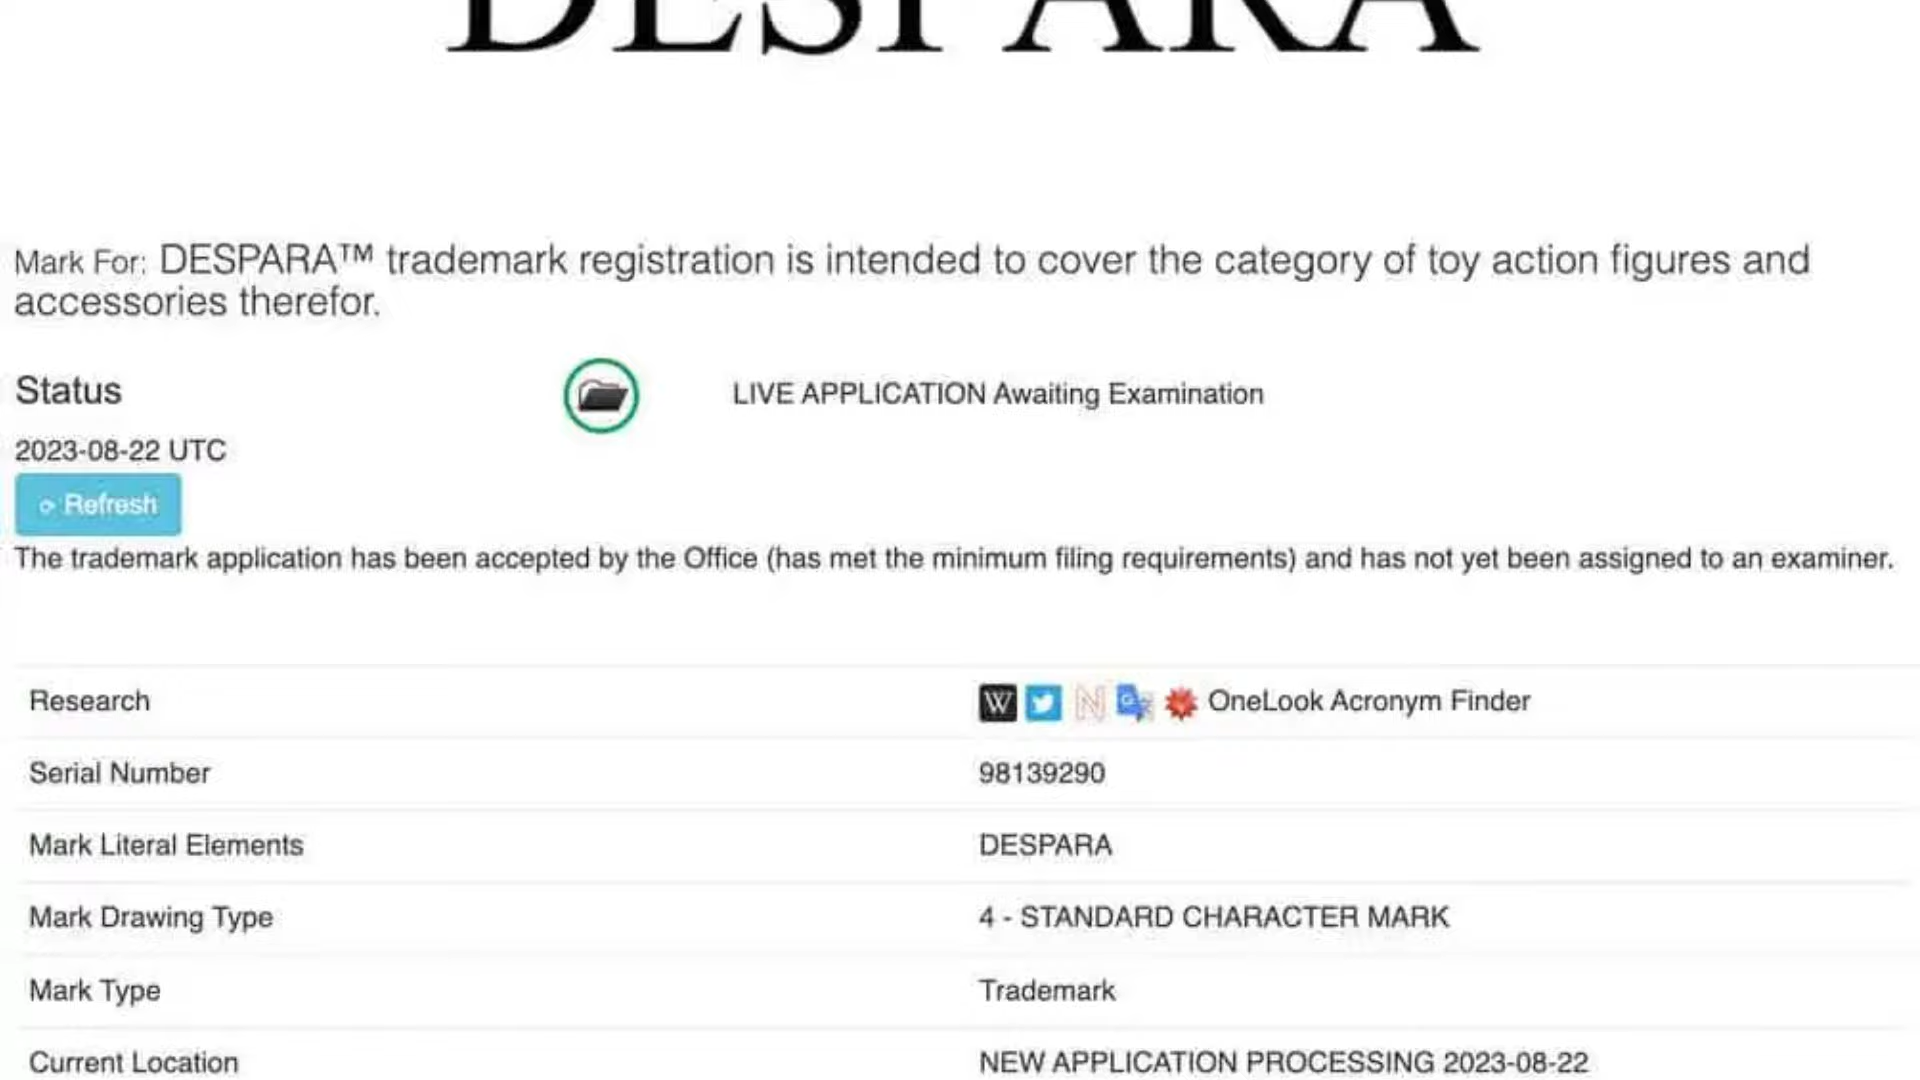 DESPARA
Mark For: DESPARA™ trademark registration is intended to cover the category of toy action figures and
accessories therefor.
Status
LIVE APPLICATION Awaiting Examination
2023-08-22 UTC
Refresh
The trademark application has been accepted by the Office (has met the minimum filing requirements) and has not yet been assigned to an examiner.
Research W N G OneLook Acronym Finder
Serial Number 98139290
Mark Literal Elements DESPARA
Mark Drawing Type 4 - STANDARD CHARACTER MARK
Mark Type Trademark
Current Location NEW APPLICATION PROCESSING 2023-08-22